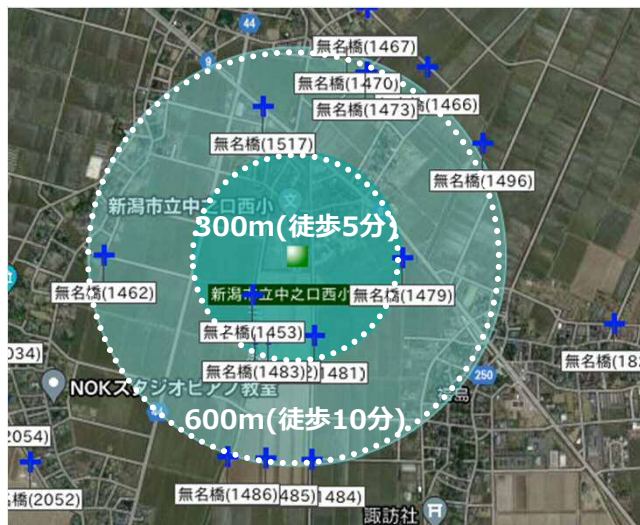 44
9
無名橋(1467)
無名橋(1470)
無名橋(1473)
(1466)
無名橋(1517)
無名橋(1496)
文
新潟市立中之口西小
300m(徒歩5分)
無名橋(1462)
新潟市立中之口西小
無名橋(1479)
無名橋(1453)
034)
無名橋(1483)
2)
1481)
無名橋(182
NOKスタジオピアノ教室
250
600m(徒歩10分)
2054)
無名橋(1486)
485)
1484)
名橋(2052)
諏訪社